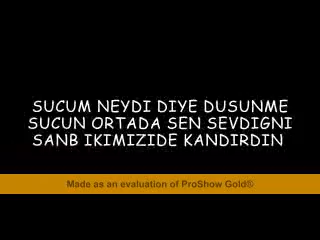 SUCUM NEYDI DIYE DUSUNME
SUCUN ORTADA SEN SEVDIGNI
SANB IKIMIZIDE KANDIRDIN
Made as an evaluation of ProShow Gold®